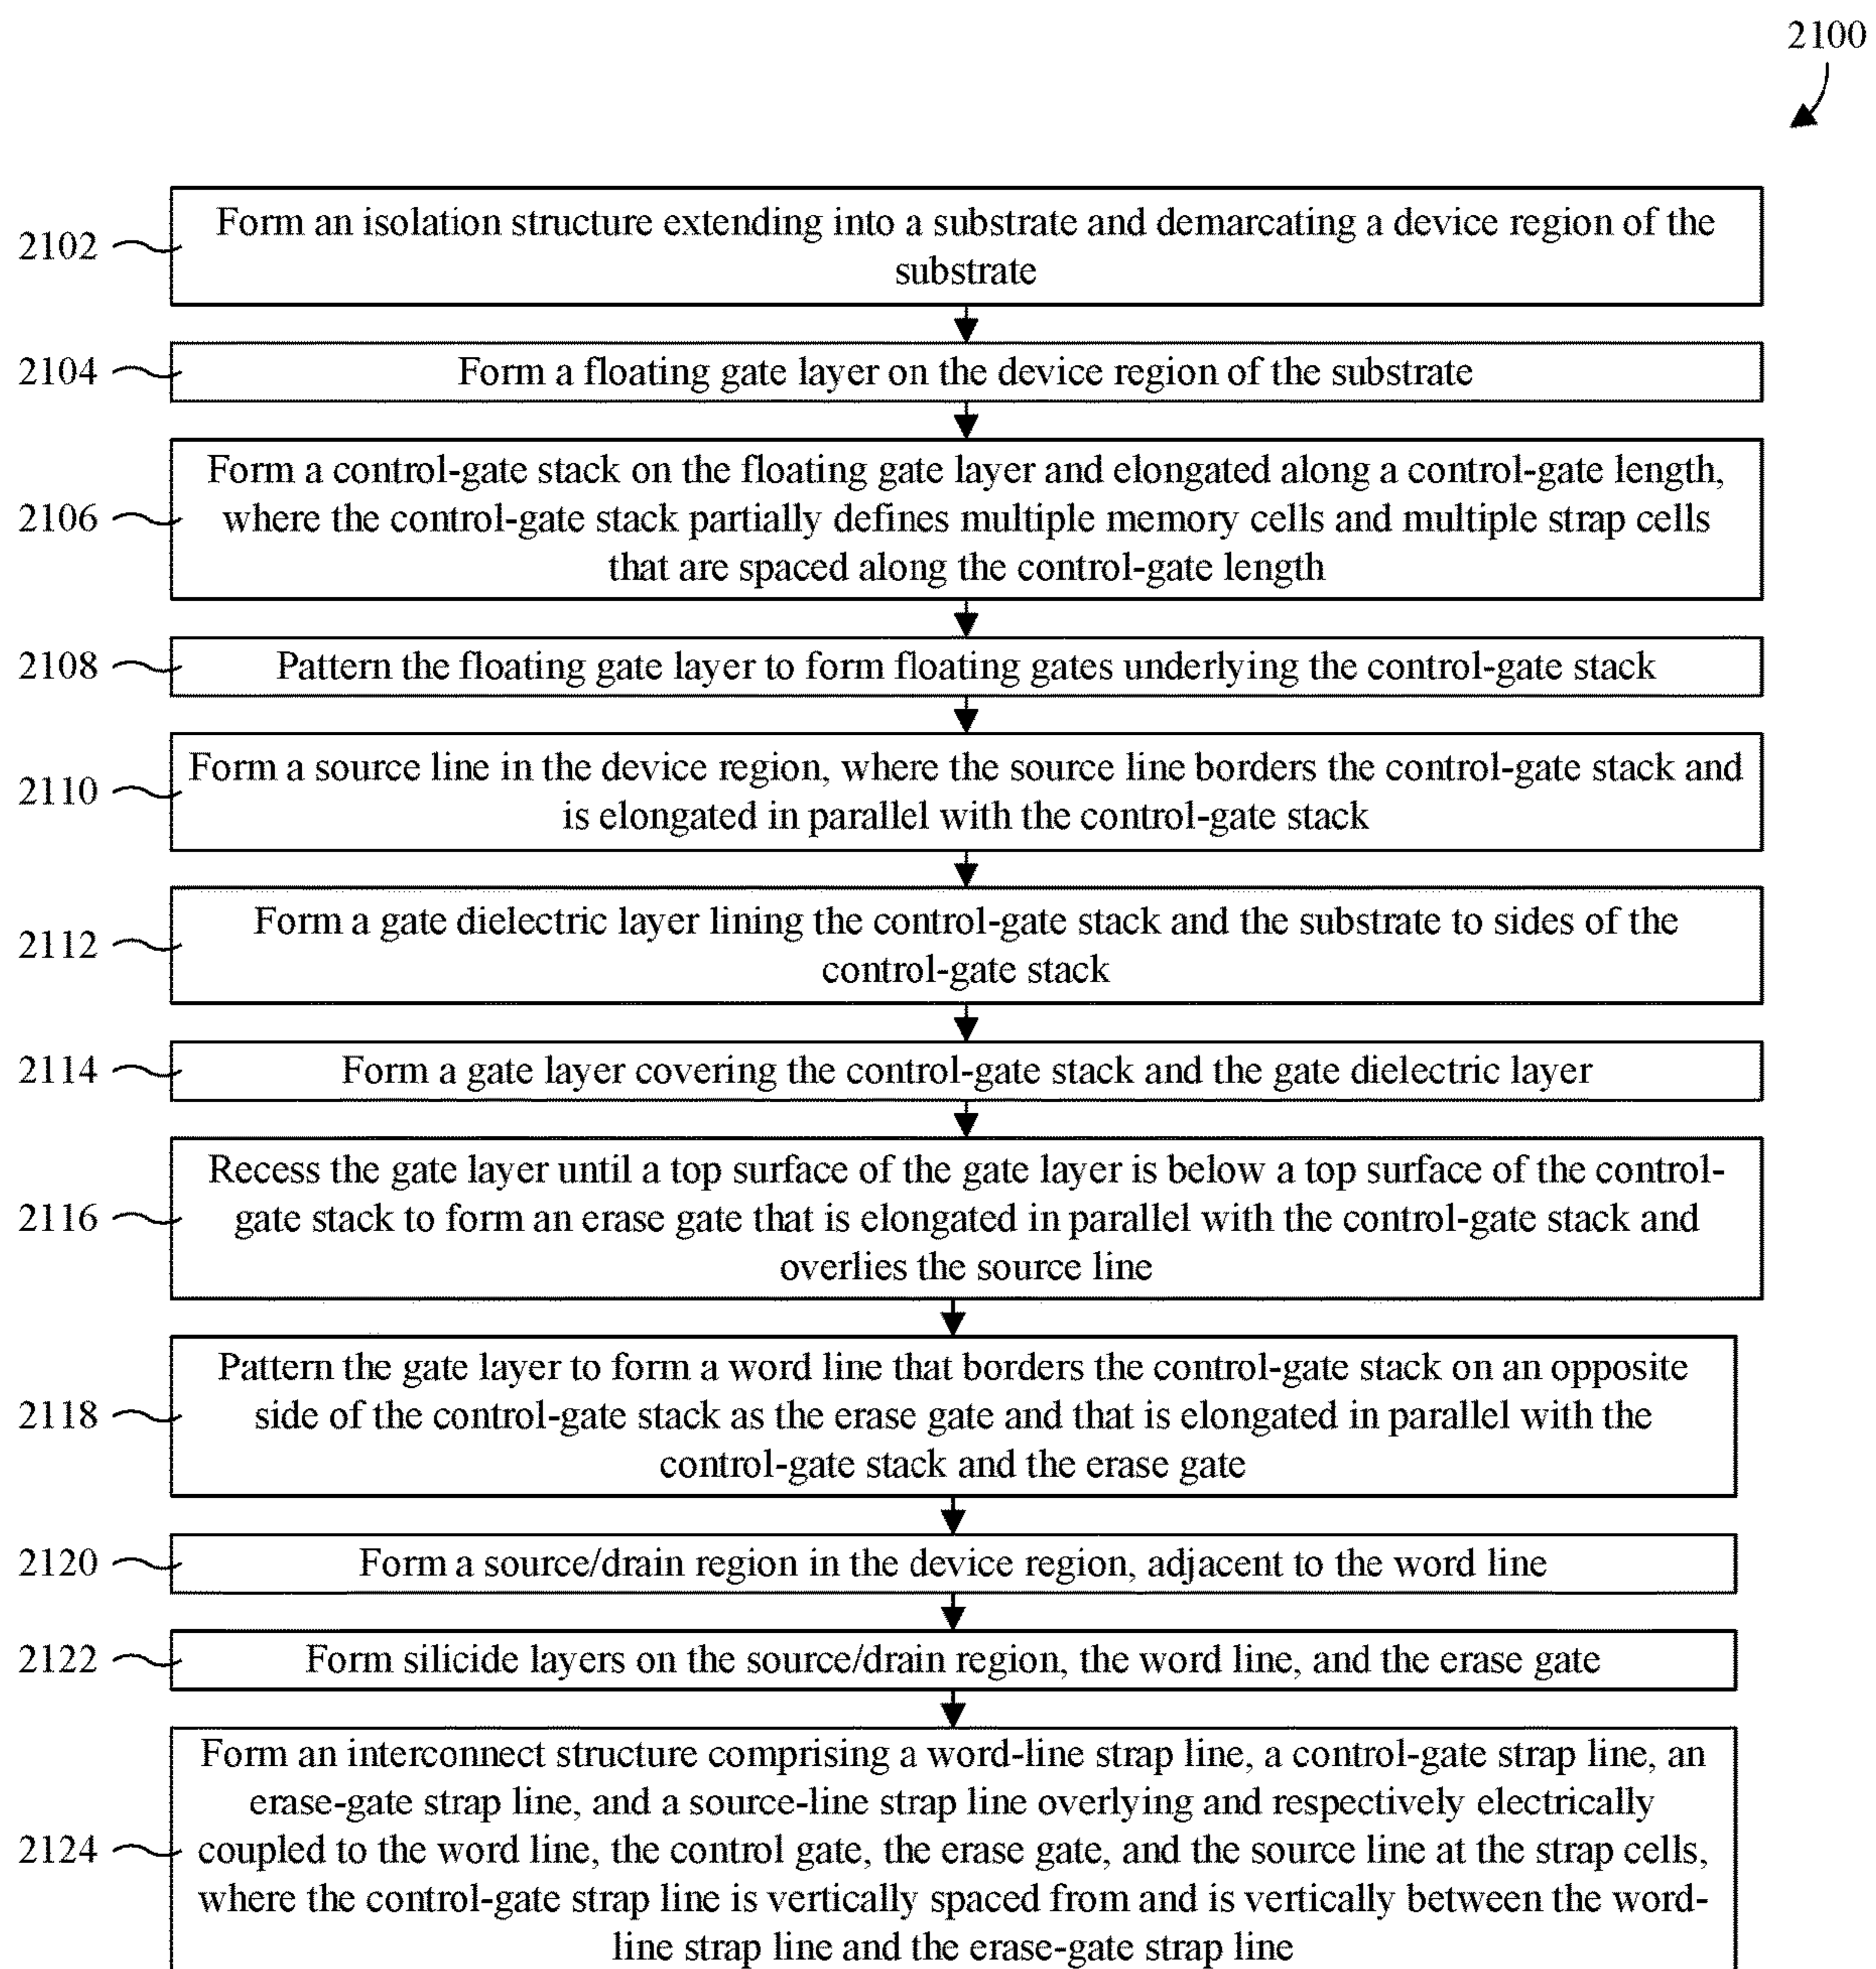 2100
2102
Form an isolation structure extending into a substrate and demarcating a device region of the
substrate
2104
Form a floating gate layer on the device region of the substrate
2106
Form a control-gate stack on the floating gate layer and elongated along a control-gate length,
where the control-gate stack partially defines multiple memory cells and multiple strap cells
that are spaced along the control-gate length
2108
Pattern the floating gate layer to form floating gates underlying the control-gate stack
2110
Form a source line in the device region, where the source line borders the control-gate stack and
is elongated in parallel with the control-gate stack
2112
Form a gate dielectric layer lining the control-gate stack and the substrate to sides of the
control-gate stack
2114
Form a gate layer covering the control-gate stack and the gate dielectric layer
2116
Recess the gate layer until a top surface of the gate layer is below a top surface of the control-
gate stack to form an erase gate that is elongated in parallel with the control-gate stack and
overlies the source line
2118
Pattern the gate layer to form a word line that borders the control-gate stack on an opposite
side of the control-gate stack as the erase gate and that is elongated in parallel with the
control-gate stack and the erase gate
2120
Form a source/drain region in the device region, adjacent to the word line
2122
Form silicide layers on the source/drain region, the word line, and the erase gate
2124
Form an interconnect structure comprising a word-line strap line, a control-gate strap line, an
erase-gate strap line, and a source-line strap line overlying and respectively electrically
coupled to the word line, the control gate, the erase gate, and the source line at the strap cells,
where the control-gate strap line is vertically spaced from and is vertically between the word-
line strap line and the erase-gate strap line